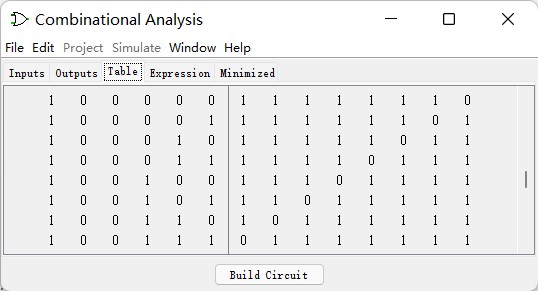 Combinational Analysis
File Edit Project Simulate Window Help
Inputs Outputs Table Expression Minimized
1 0 0 0 0 0 1 1 1 1 1 1 1 0
1 0 0 0 0 1 1 1 1 1 1 1 0 1
1 0 0 0 1 0 1 1 1 1 1 0 1 1
1 0 0 0 1 1 1 1 1 1 0 1 1 1
1 0 0 1 0 0 1 1 1 0 1 1 1 1
1 0 0 1 0 1 1 1 0 1 1 1 1 1
1 0 0 1 1 0 1 0 1 1 1 1 1 1
1 0 0 1 1 1 0 1 1 1 1 1 1 1
Build Circuit